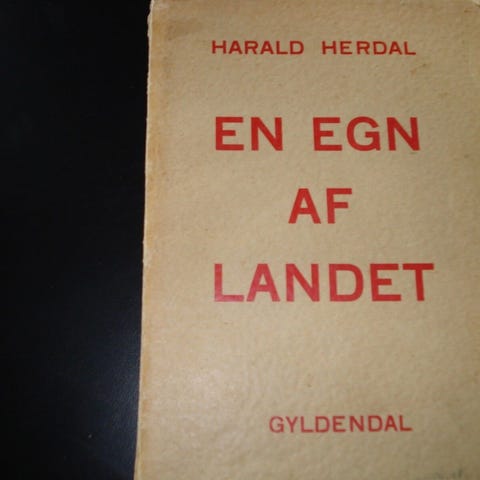 HARALD HERDAL
EN EGN
AF
LANDET
GYLDENDAL